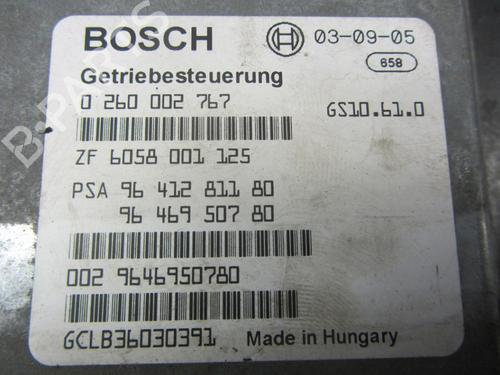 BOSCH 03-09-05
658
Getriebesteuerung
0 260 002 767 GS10.61.0
ZF 6058 001 125
PSA 96 412 811 80
96 469 507 80
002 9646950780
GCLB36030391 Made in Hungary
B-PARTS